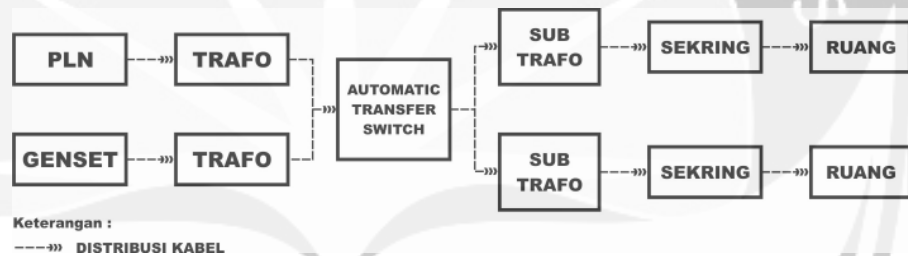 PLN
TRAFO
AUTOMATIC
TRANSFER
SWITCH
SUB
TRAFO
SEKRING
RUANG
GENSET
TRAFO
SUB
TRAFO
SEKRING
RUANG
Keterangan :
DISTRIBUSI KABEL